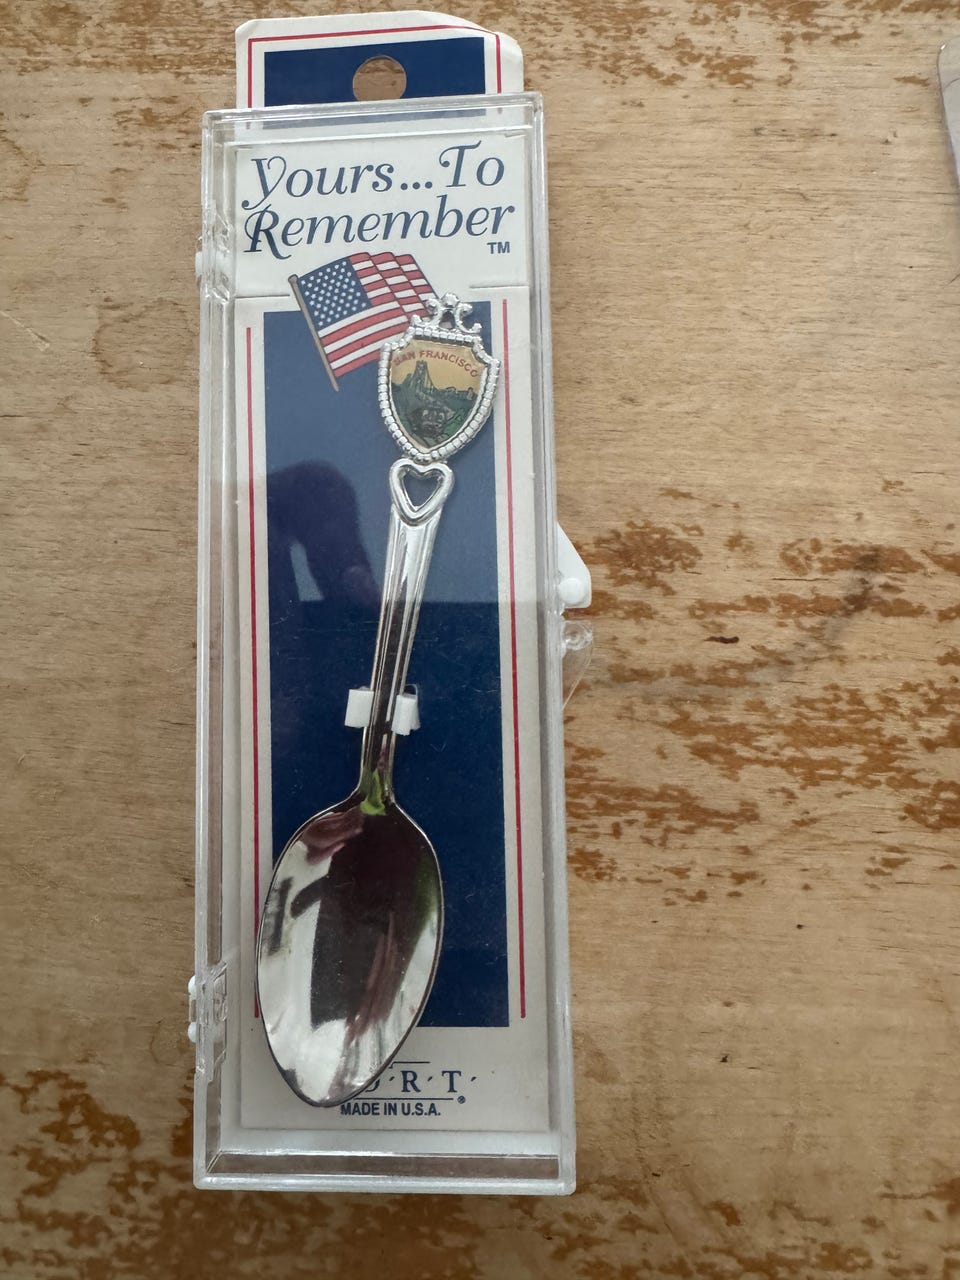 Yours...To
Remember
TM
SAN FRANCISCO
R·T·
®
MADE IN U.S.A.